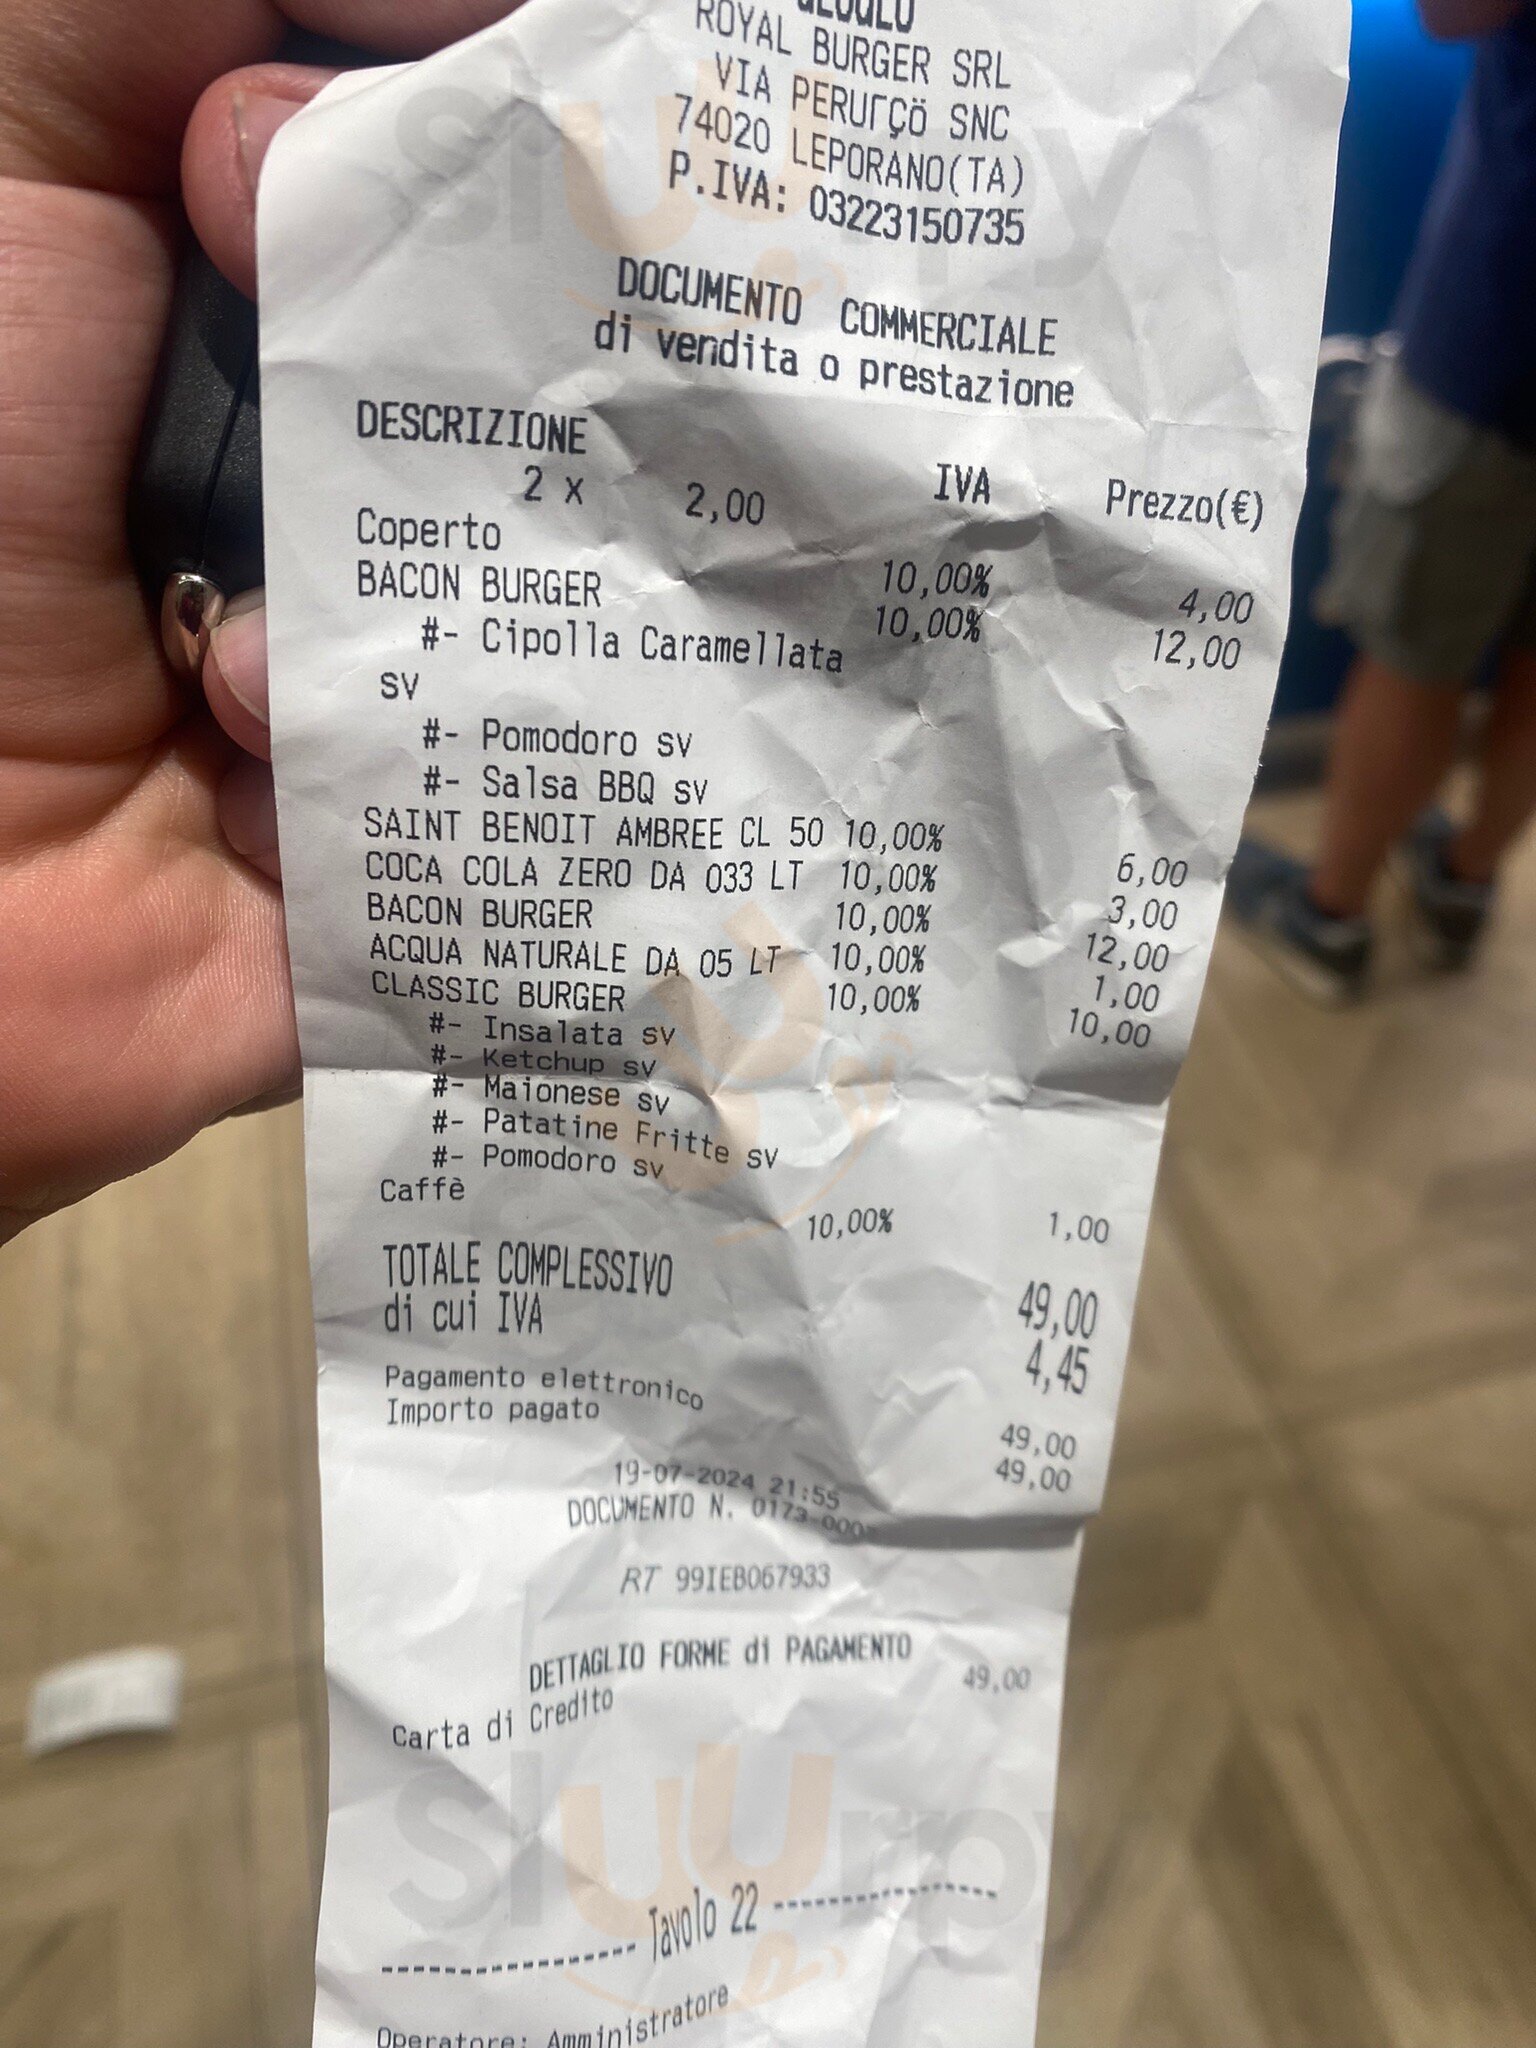 ROYAL BURGER SRL
VIA PERUΓÇÖ SNC
74020 LEPORANO(TA)
P.IVA: 03223150735
DOCUMENTO COMMERCIALE
di vendita o prestazione
DESCRIZIONE IVA Prezzo(€)
2 x 2,00
Coperto 10,00% 4,00
BACON BURGER 10,00% 12,00
#- Cipolla Caramellata
sv
#- Pomodoro sv
#- Salsa BBQ sv
SAINT BENOIT AMBREE CL 50 10,00% 6,00
COCA COLA ZERO DA 033 LT 10,00% 3,00
BACON BURGER 10,00% 12,00
ACQUA NATURALE DA 05 LT 10,00% 1,00
CLASSIC BURGER 10,00% 10,00
#- Insalata sv
#- Ketchup sv
#- Maionese sv
#- Patatine Fritte sv
#- Pomodoro sv
Caffè 10,00% 1,00
TOTALE COMPLESSIVO 49,00
di cui IVA 4,45
Pagamento elettronico 49,00
Importo pagato 49,00
19-07-2024 21:55
DOCUMENTO N. 0173-000
RT 99IEB067933
DETTAGLIO FORME di PAGAMENTO
Carta di Credito 49,00
Tavolo 22
Operatore: Amministratore
sluurpy
sluurpy